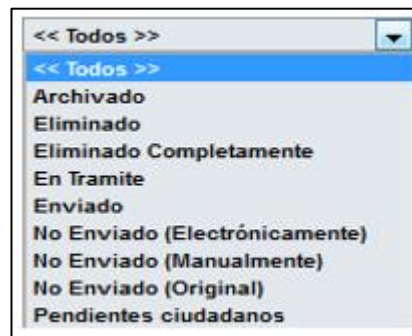 << Todos >>
<< Todos >>
Archivado
Eliminado
Eliminado Completamente
En Tramite
Enviado
No Enviado (Electrónicamente)
No Enviado (Manualmente)
No Enviado (Original)
Pendientes ciudadanos